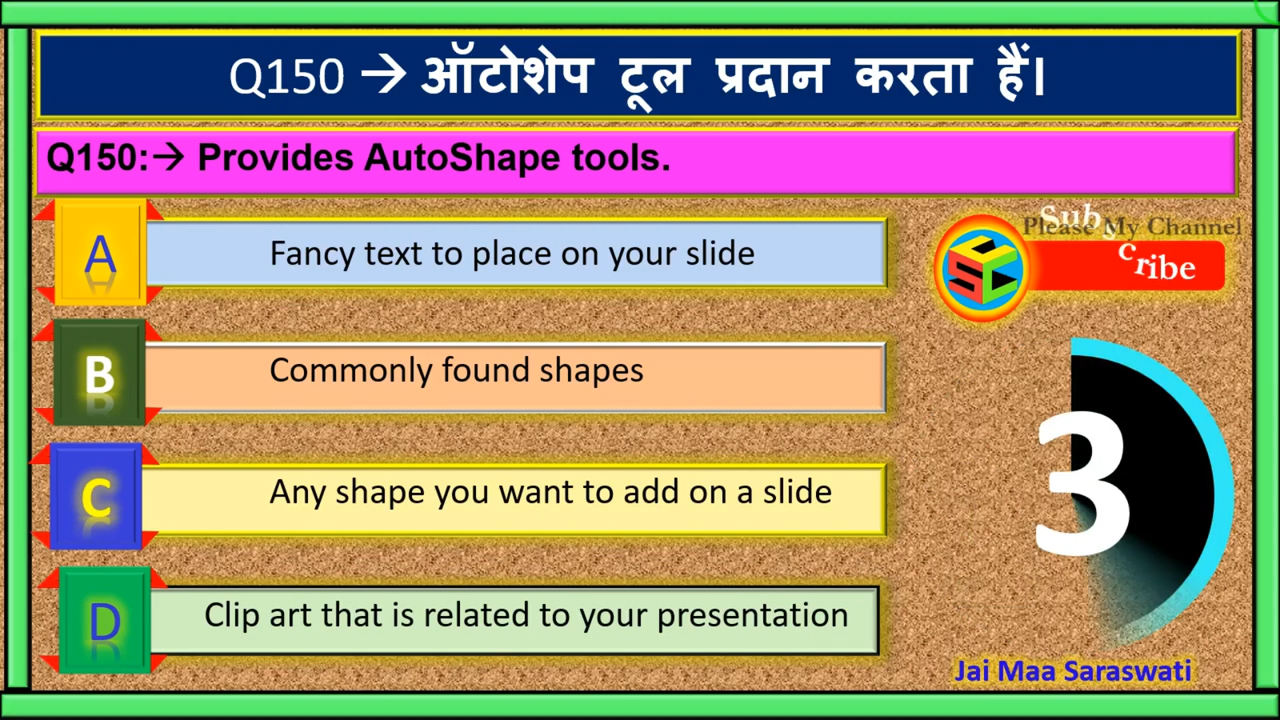 Q150 → ऑटोशेप टूल प्रदान करता हैं।
Q150:→ Provides AutoShape tools.
A Fancy text to place on your slide
Please My Channel
Subscribe
SCC
B Commonly found shapes
C Any shape you want to add on a slide
3
D Clip art that is related to your presentation
Jai Maa Saraswati